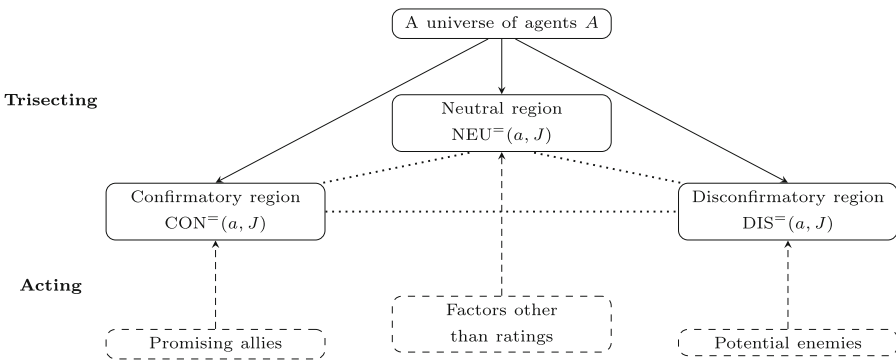 A universe of agents A
Trisecting
Neutral region
NEU⁼(a, J)
Confirmatory region
CON⁼(a, J)
Disconfirmatory region
DIS⁼(a, J)
Acting
Factors other
than ratings
Promising allies
Potential enemies